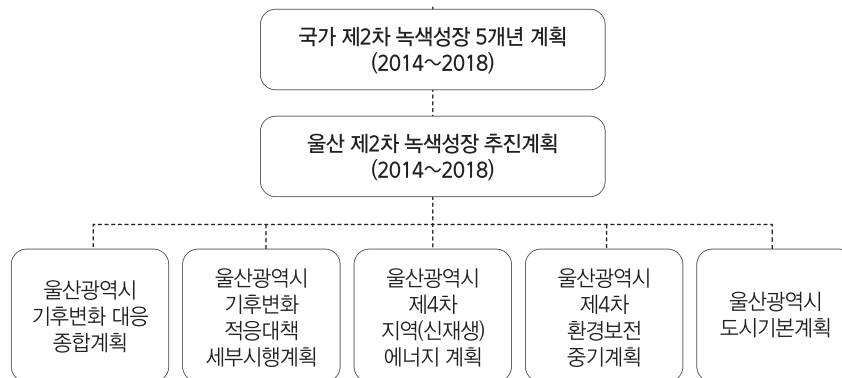 국가 제2차 녹색성장 5개년 계획
(2014~2018)
울산 제2차 녹색성장 추진계획
(2014~2018)
울산광역시
기후변화 대응
종합계획
울산광역시
기후변화
적응대책
세부시행계획
울산광역시
제4차
지역(신재생)
에너지 계획
울산광역시
제4차
환경보전
중기계획
울산광역시
도시기본계획